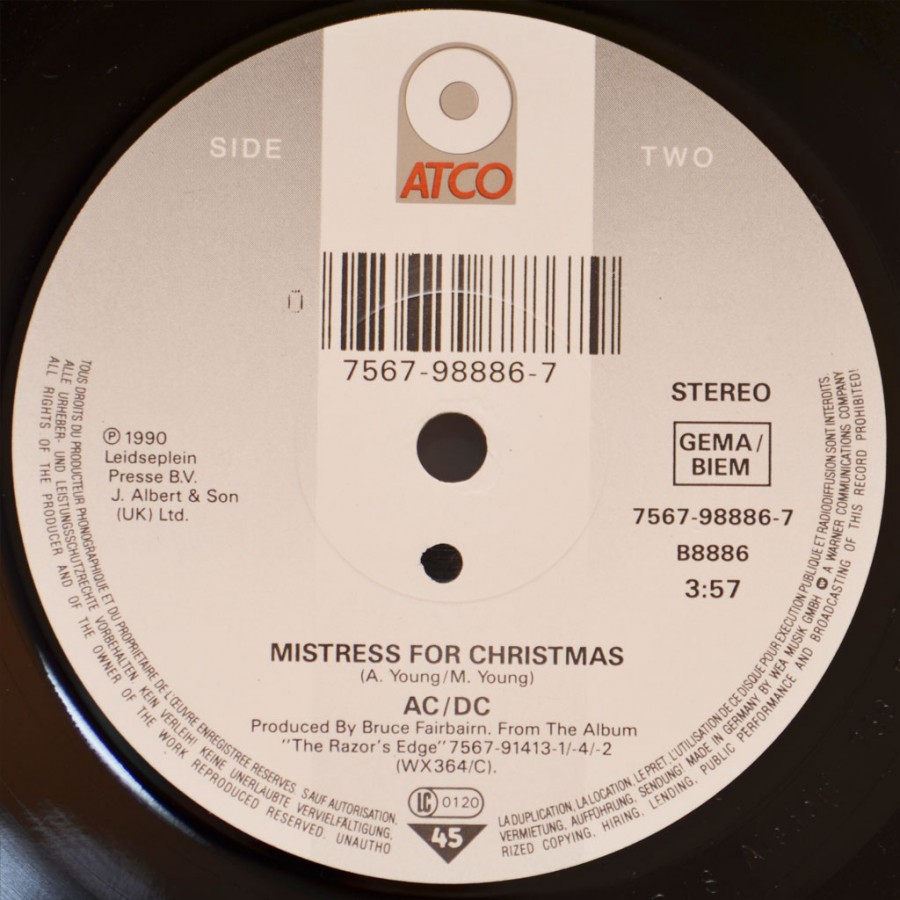 SIDE
TWO
ATCO
7567-98886-7
STEREO
GEMA/
BIEM
7567-98886-7
B8886
3:57
℗ 1990
Leidseplein
Presse B.V.
J. Albert & Son
(UK) Ltd.
MISTRESS FOR CHRISTMAS
(A. Young/M. Young)
AC/DC
Produced By Bruce Fairbairn. From The Album
"The Razor's Edge" 7567-91413-1/-4/-2
(WX364/C).
LC 0120
45
TOUS DROITS DU PRODUCTEUR PHONOGRAPHIQUE ET DU PROPRIETAIRE DE L'ŒUVRE ENREGISTREE RESERVES. SAUF AUTORISATION, LA DUPLICATION, LA LOCATION, LE PRET, L'UTILISATION DE CE DISQUE POUR EXECUTION PUBLIQUE ET RADIODIFFUSION SONT INTERDITS.
ALLE URHEBER- UND LEISTUNGSSCHUTZRECHTE VORBEHALTEN. KEIN VERLEIH! KEINE UNERLAUBTE VERVIELFÄLTIGUNG, VERMIETUNG, AUFFÜHRUNG, SENDUNG! MADE IN GERMANY BY WEA MUSIK GMBH A WARNER COMMUNICATIONS COMPANY
ALL RIGHTS OF THE PRODUCER AND OF THE OWNER OF THE WORK REPRODUCED RESERVED. UNAUTHORIZED COPYING, HIRING, LENDING, PUBLIC PERFORMANCE AND BROADCASTING OF THIS RECORD PROHIBITED!